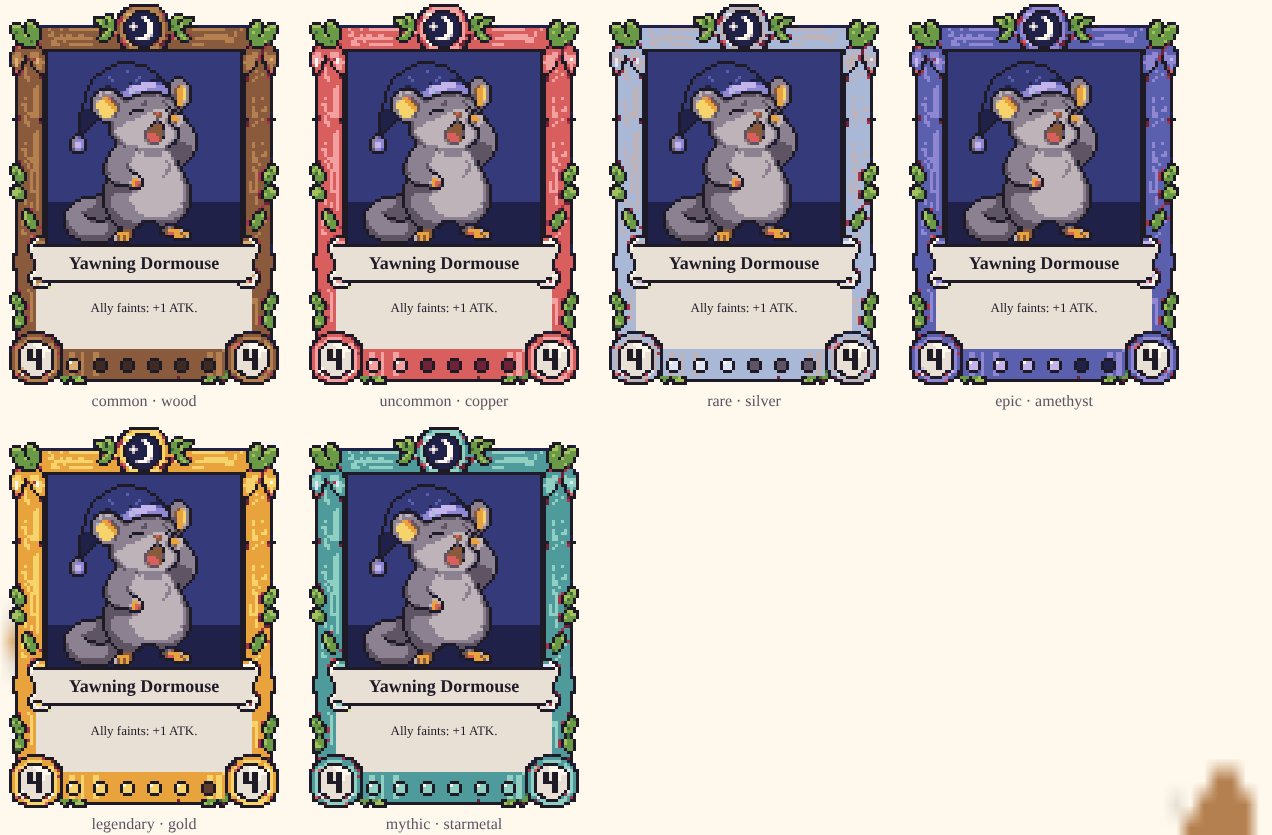 Yawning Dormouse
Ally faints: +1 ATK.
4 4
common · wood
Yawning Dormouse
Ally faints: +1 ATK.
4 4
uncommon · copper
Yawning Dormouse
Ally faints: +1 ATK.
4 4
rare · silver
Yawning Dormouse
Ally faints: +1 ATK.
4 4
epic · amethyst
Yawning Dormouse
Ally faints: +1 ATK.
4 4
legendary · gold
Yawning Dormouse
Ally faints: +1 ATK.
4 4
mythic · starmetal